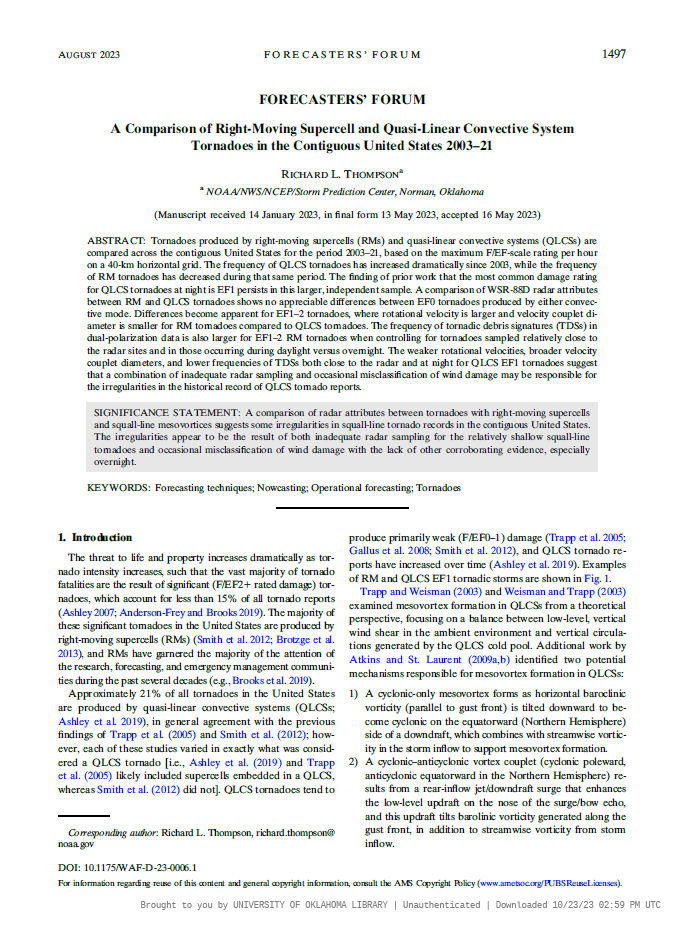 AUGUST 2023
FORECASTERS' FORUM
1497
FORECASTERS' FORUM
A Comparison of Right-Moving Supercell and Quasi-Linear Convective System
Tornadoes in the Contiguous United States 2003–21
RICHARD L. THOMPSONa
a NOAA/NWS/NCEP/Storm Prediction Center, Norman, Oklahoma
(Manuscript received 14 January 2023, in final form 13 May 2023, accepted 16 May 2023)
ABSTRACT: Tornadoes produced by right-moving supercells (RMs) and quasi-linear convective systems (QLCSs) are
compared across the contiguous United States for the period 2003–21, based on the maximum F/EF-scale rating per hour
on a 40-km horizontal grid. The frequency of QLCS tornadoes has increased dramatically since 2003, while the frequency
of RM tornadoes has decreased during that same period. The finding of prior work that the most common damage rating
for QLCS tornadoes at night is EF1 persists in this larger, independent sample. A comparison of WSR-88D radar attributes
between RM and QLCS tornadoes shows no appreciable differences between EF0 tornadoes produced by either convec-
tive mode. Differences become apparent for EF1–2 tornadoes, where rotational velocity is larger and velocity couplet di-
ameter is smaller for RM tornadoes compared to QLCS tornadoes. The frequency of tornadic debris signatures (TDSs) in
dual-polarization data is also larger for EF1–2 RM tornadoes when controlling for tornadoes sampled relatively close to
the radar sites and in those occurring during daylight versus overnight. The weaker rotational velocities, broader velocity
couplet diameters, and lower frequencies of TDSs both close to the radar and at night for QLCS EF1 tornadoes suggest
that a combination of inadequate radar sampling and occasional misclassification of wind damage may be responsible for
the irregularities in the historical record of QLCS tornado reports.
SIGNIFICANCE STATEMENT: A comparison of radar attributes between tornadoes with right-moving supercells
and squall-line mesovortices suggests some irregularities in squall-line tornado records in the contiguous United States.
The irregularities appear to be the result of both inadequate radar sampling for the relatively shallow squall-line
tornadoes and occasional misclassification of wind damage with the lack of other corroborating evidence, especially
overnight.
KEYWORDS: Forecasting techniques; Nowcasting; Operational forecasting; Tornadoes
1. Introduction
The threat to life and property increases dramatically as tor-
nado intensity increases, such that the vast majority of tornado
fatalities are the result of significant (F/EF2+ rated damage) tor-
nadoes, which account for less than 15% of all tornado reports
(Ashley 2007; Anderson-Frey and Brooks 2019). The majority of
these significant tornadoes in the United States are produced by
right-moving supercells (RMs) (Smith et al. 2012; Brotzge et al.
2013), and RMs have garnered the majority of the attention of
the research, forecasting, and emergency management communi-
ties during the past several decades (e.g., Brooks et al. 2019).
Approximately 21% of all tornadoes in the United States
are produced by quasi-linear convective systems (QLCSs;
Ashley et al. 2019), in general agreement with the previous
findings of Trapp et al. (2005) and Smith et al. (2012); how-
ever, each of these studies varied in exactly what was consid-
ered a QLCS tornado [i.e., Ashley et al. (2019) and Trapp
et al. (2005) likely included supercells embedded in a QLCS,
whereas Smith et al. (2012) did not]. QLCS tornadoes tend to
produce primarily weak (F/EF0–1) damage (Trapp et al. 2005;
Gallus et al. 2008; Smith et al. 2012), and QLCS tornado re-
ports have increased over time (Ashley et al. 2019). Examples
of RM and QLCS EF1 tornadic storms are shown in Fig. 1.
Trapp and Weisman (2003) and Weisman and Trapp (2003)
examined mesovortex formation in QLCSs from a theoretical
perspective, focusing on a balance between low-level, vertical
wind shear in the ambient environment and vertical circula-
tions generated by the QLCS cold pool. Additional work by
Atkins and St. Laurent (2009a,b) identified two potential
mechanisms responsible for mesovortex formation in QLCSs:
1) A cyclonic-only mesovortex forms as horizontal baroclinic
vorticity (parallel to gust front) is tilted downward to be-
come cyclonic on the equatorward (Northern Hemisphere)
side of a downdraft, which combines with streamwise vortic-
ity in the storm inflow to support mesovortex formation.
2) A cyclonic–anticyclonic vortex couplet (cyclonic poleward,
anticyclonic equatorward in the Northern Hemisphere) re-
sults from a rear-inflow jet/downdraft surge that enhances
the low-level updraft on the nose of the surge/bow echo,
and this updraft tilts barolinic vorticity generated along the
gust front, in addition to streamwise vorticity from storm
inflow.
Corresponding author: Richard L. Thompson, richard.thompson@
noaa.gov
DOI: 10.1175/WAF-D-23-0006.1
For information regarding reuse of this content and general copyright information, consult the AMS Copyright Policy (www.ametsoc.org/PUBSReuseLicenses).
Brought to you by UNIVERSITY OF OKLAHOMA LIBRARY | Unauthenticated | Downloaded 10/23/23 02:59 PM UTC